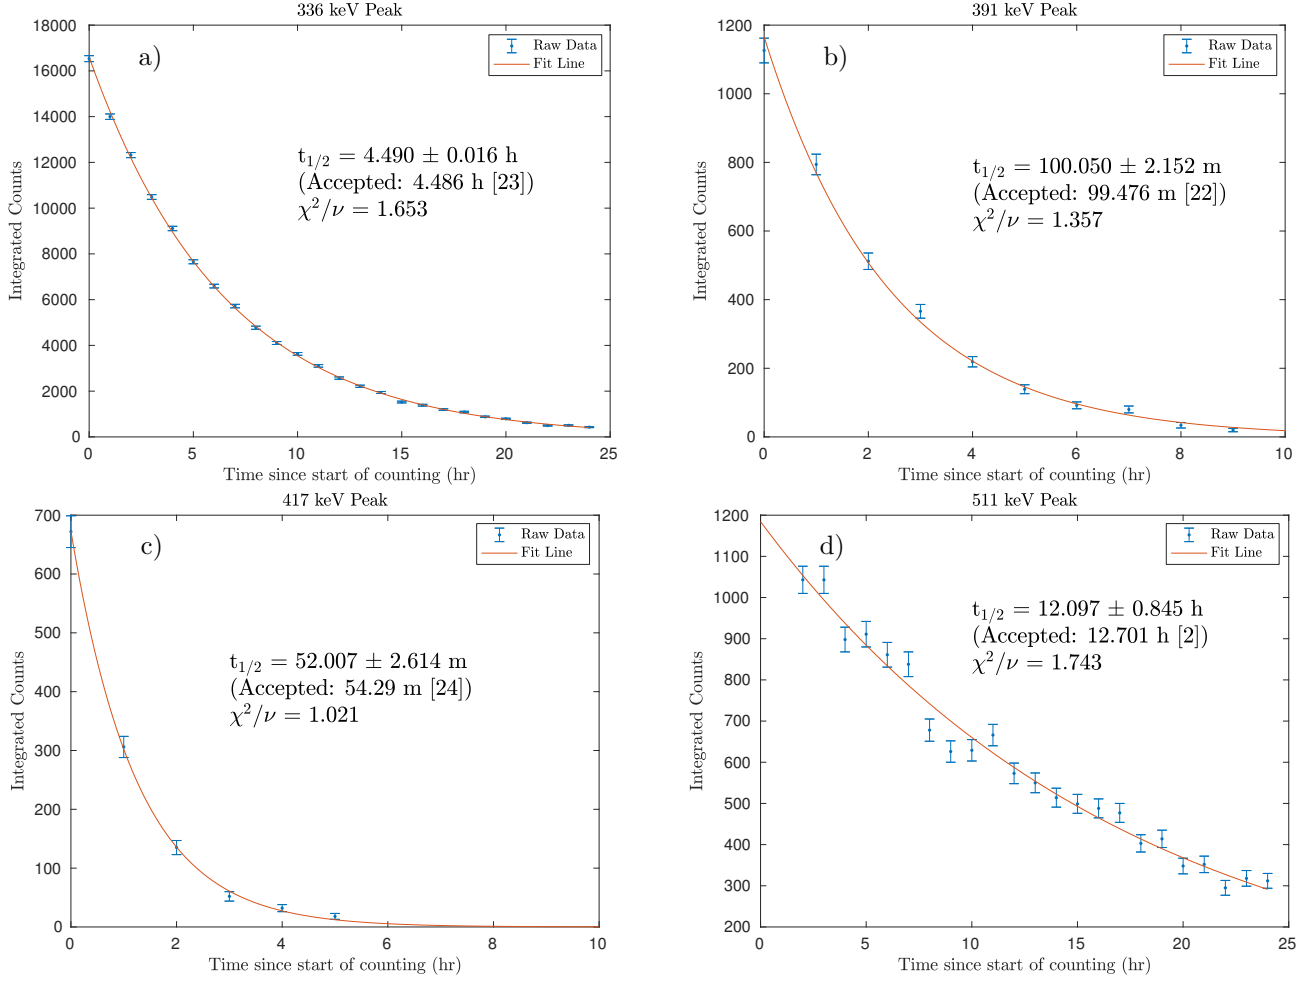 336 keV Peak
a)
Raw Data
Fit Line
t1/2 = 4.490 ± 0.016 h
(Accepted: 4.486 h [23])
χ²/ν = 1.653
Integrated Counts
18000
16000
14000
12000
10000
8000
6000
4000
2000
0
0 5 10 15 20 25
Time since start of counting (hr)
391 keV Peak
b)
Raw Data
Fit Line
t1/2 = 100.050 ± 2.152 m
(Accepted: 99.476 m [22])
χ²/ν = 1.357
Integrated Counts
1200
1000
800
600
400
200
0
0 2 4 6 8 10
Time since start of counting (hr)
417 keV Peak
c)
Raw Data
Fit Line
t1/2 = 52.007 ± 2.614 m
(Accepted: 54.29 m [24])
χ²/ν = 1.021
Integrated Counts
700
600
500
400
300
200
100
0
0 2 4 6 8 10
Time since start of counting (hr)
511 keV Peak
d)
Raw Data
Fit Line
t1/2 = 12.097 ± 0.845 h
(Accepted: 12.701 h [2])
χ²/ν = 1.743
Integrated Counts
1200
1100
1000
900
800
700
600
500
400
300
200
0 5 10 15 20 25
Time since start of counting (hr)